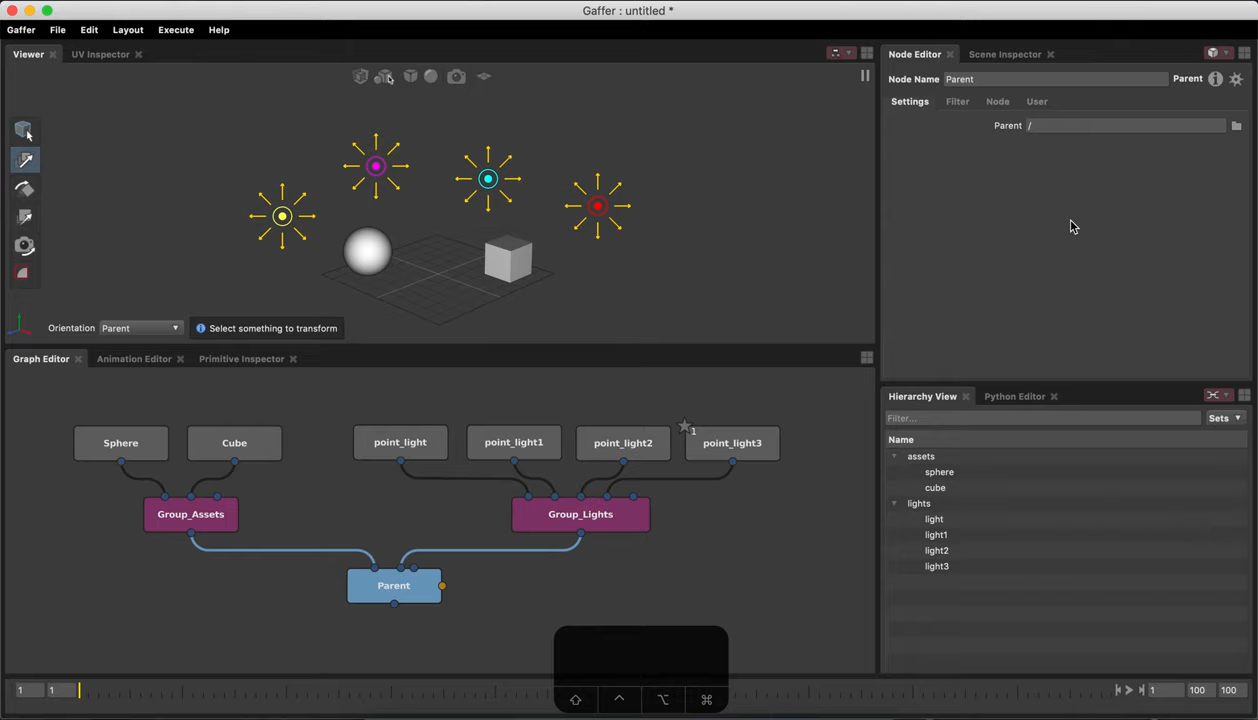 Gaffer : untitled *
Gaffer File Edit Layout Execute Help
Viewer UV Inspector
Orientation Parent Select something to transform
Graph Editor Animation Editor Primitive Inspector
Sphere Cube point_light point_light1 point_light2 1 point_light3
Group_Assets Group_Lights
Parent
Node Editor Scene Inspector
Node Name Parent Parent
Settings Filter Node User
Parent /
Hierarchy View Python Editor
Filter... Sets
Name
assets
sphere
cube
lights
light
light1
light2
light3
1 1 1 100 100